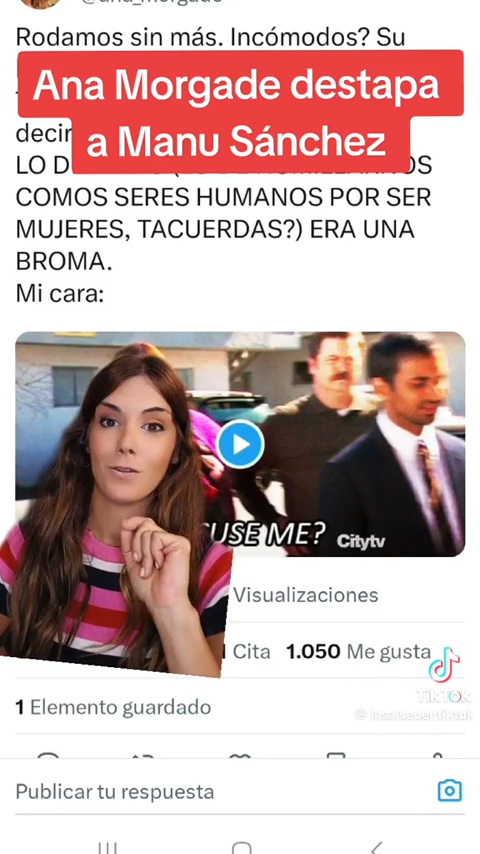 @ana_morgade
Rodamos sin más. Incómodos? Su
Ana Morgade destapa
a Manu Sánchez
decir
LO D
COMOS SERES HUMANOS POR SER
MUJERES, TACUERDAS?) ERA UNA
BROMA.
Mi cara:
USE ME?
Citytv
Visualizaciones
Cita 1.050 Me gusta
TikTok
1 Elemento guardado
Publicar tu respuesta